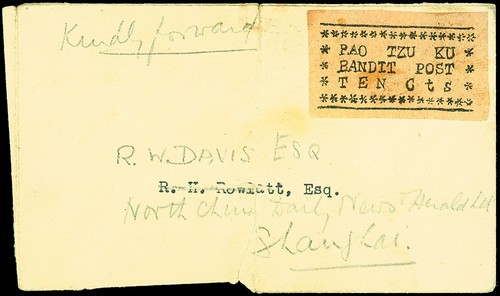 Kindly forward
* PAO TZU KU *
* BANDIT POST *
* TEN Cts *
R. W. DAVIS ESQ
R. H. Rowlatt, Esq.
North China Daily News & Herald Ltd
Shanghai.